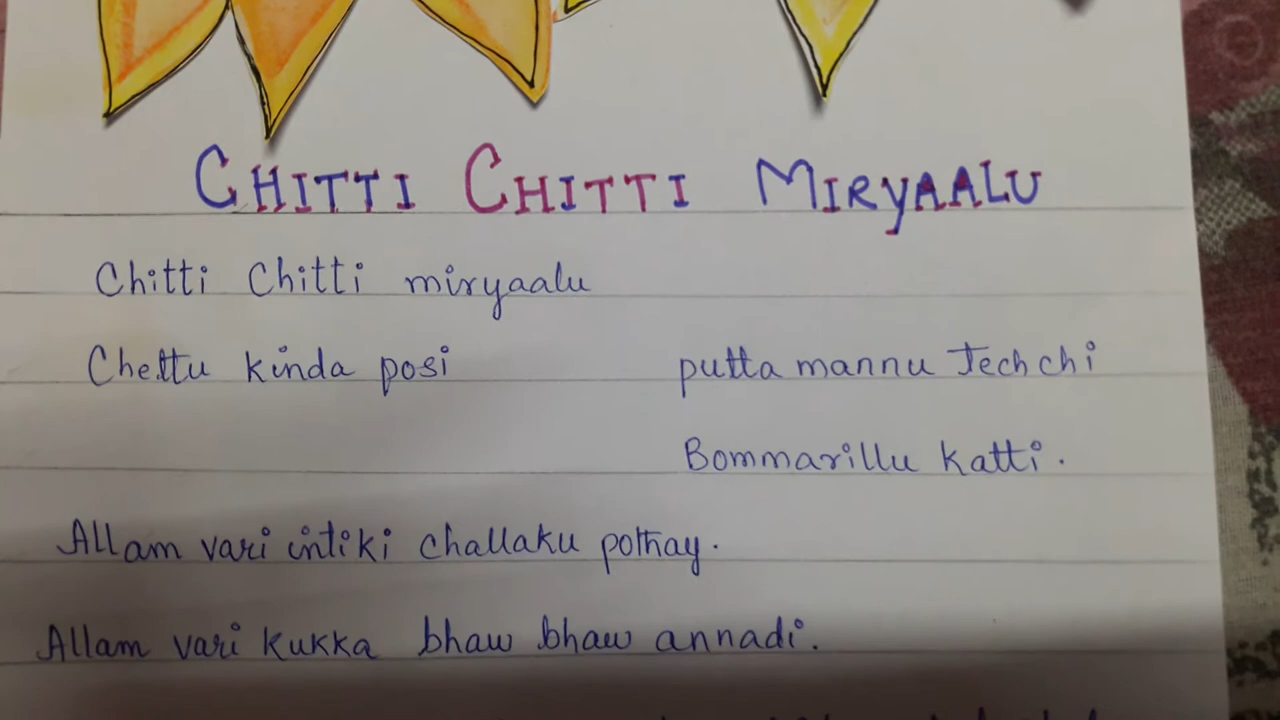 CHITTI CHITTI MIRYAALU
Chitti Chitti miryaalu
Chettu kinda posi putta mannu Techchi
Bommarillu katti.
Allam vari intiki challaku pothay.
Allam vari kukka bhaw bhaw annadi.